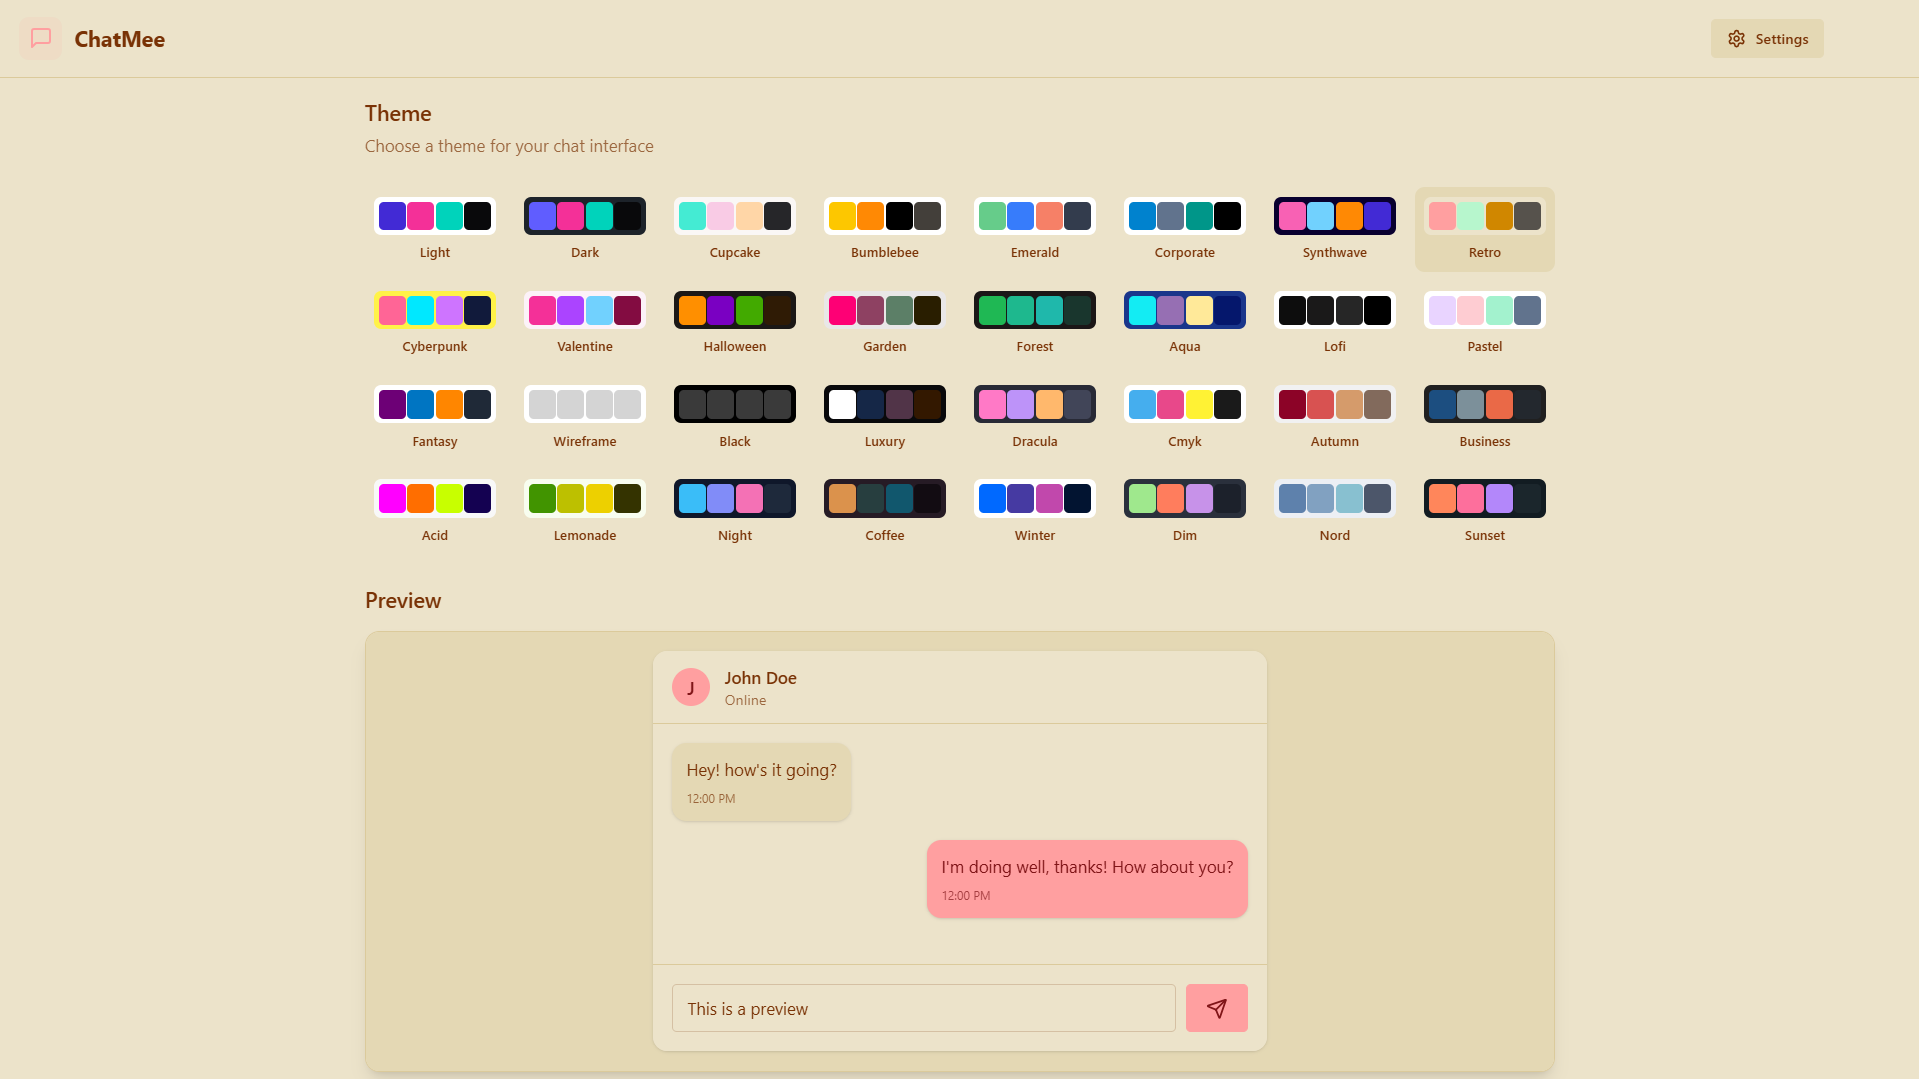 ChatMee
Settings
Theme
Choose a theme for your chat interface
Light
Dark
Cupcake
Bumblebee
Emerald
Corporate
Synthwave
Retro
Cyberpunk
Valentine
Halloween
Garden
Forest
Aqua
Lofi
Pastel
Fantasy
Wireframe
Black
Luxury
Dracula
Cmyk
Autumn
Business
Acid
Lemonade
Night
Coffee
Winter
Dim
Nord
Sunset
Preview
J
John Doe
Online
Hey! how's it going?
12:00 PM
I'm doing well, thanks! How about you?
12:00 PM
This is a preview